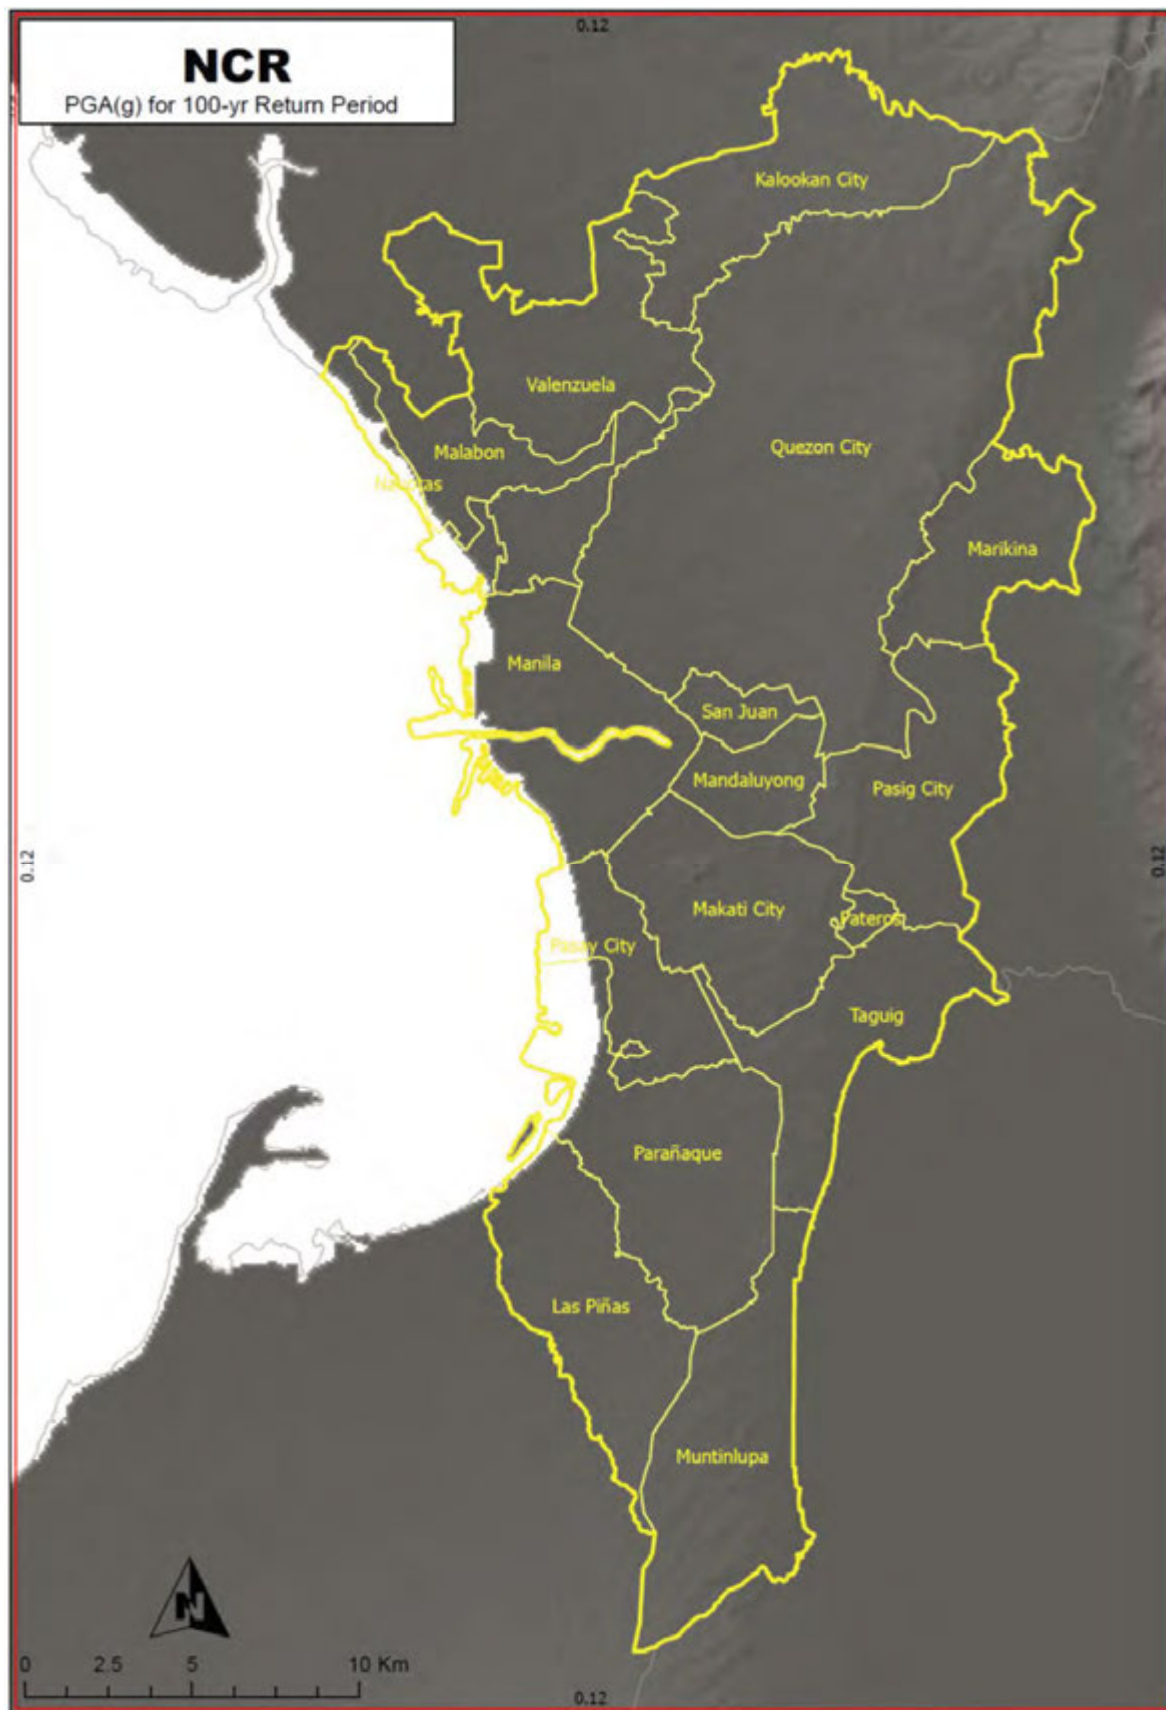 0.12
NCR
PGA(g) for 100-yr Return Period
Kalookan City
Valenzuela
Quezon City
Malabon
Navotas
Marikina
Manila
San Juan
Mandaluyong
Pasig City
0.12
0.12
Makati City
Pateros
Pasay City
Taguig
Parañaque
Las Piñas
Muntinlupa
N
0 2.5 5 10 Km
0.12